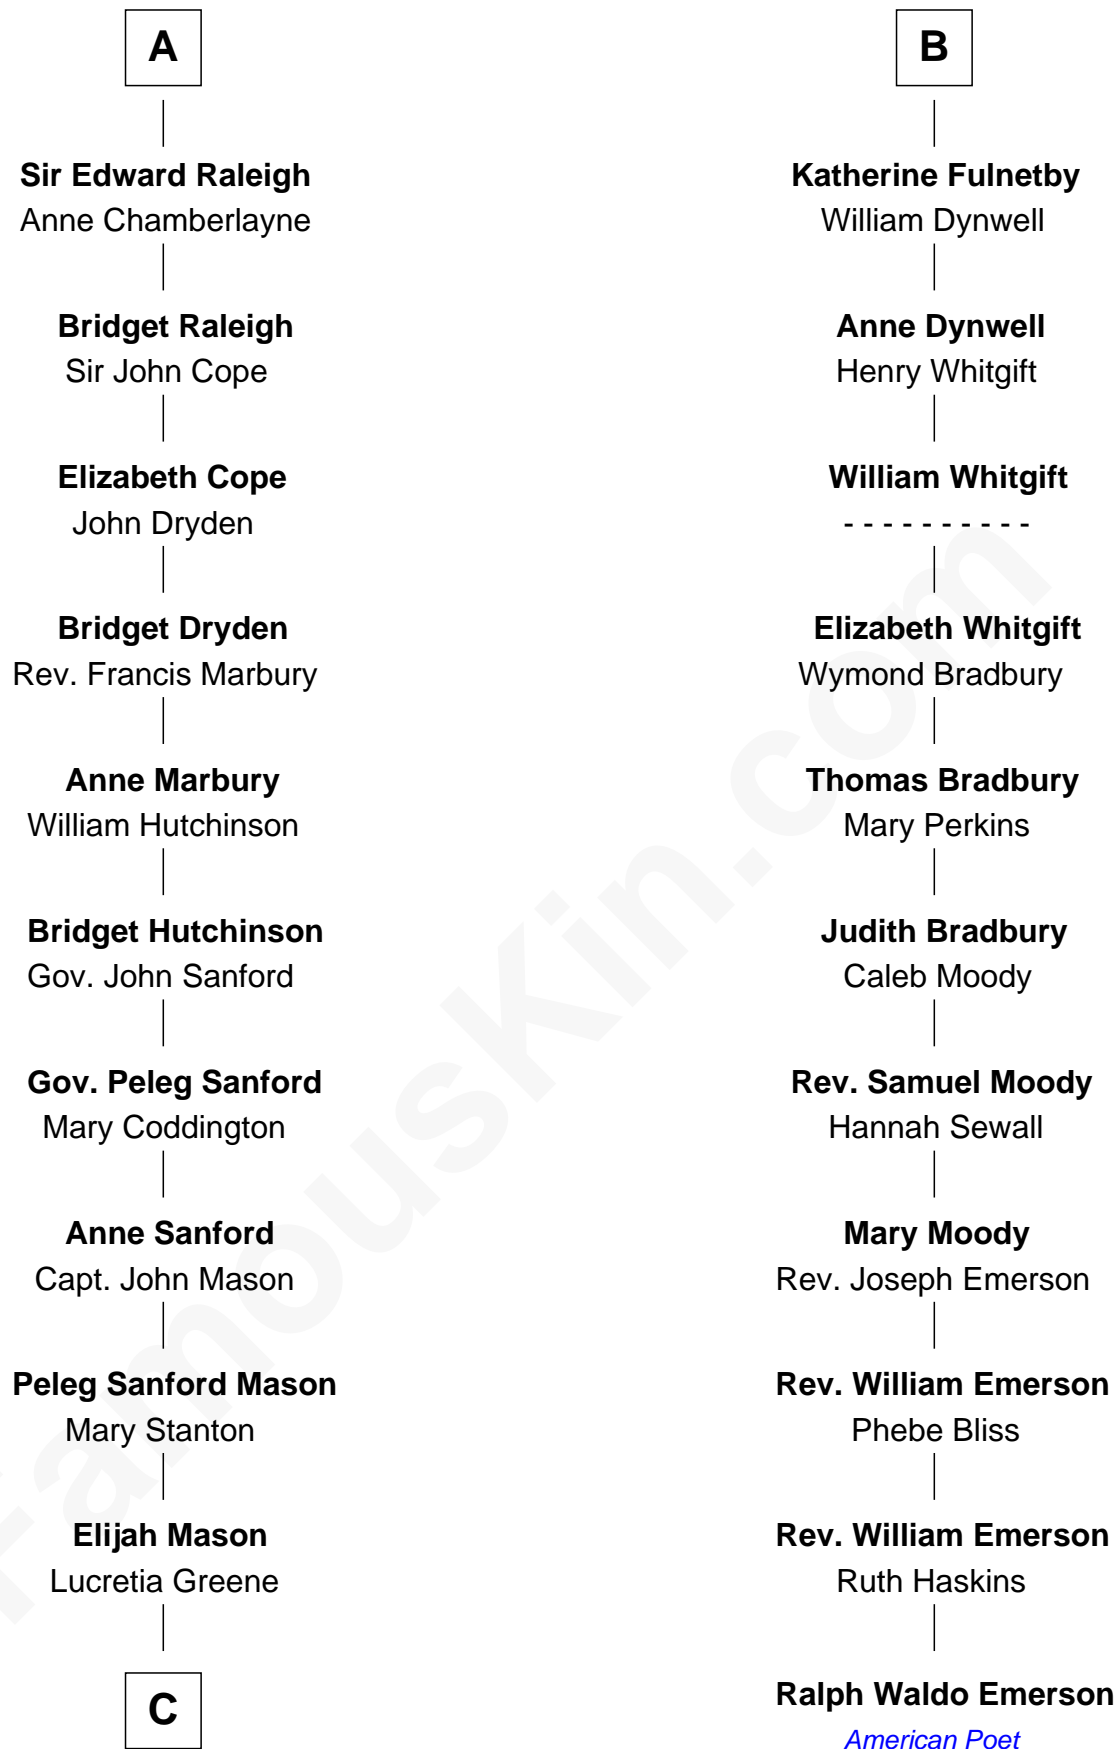 A
Sir Edward Raleigh
Anne Chamberlayne
Bridget Raleigh
Sir John Cope
Elizabeth Cope
John Dryden
Bridget Dryden
Rev. Francis Marbury
Anne Marbury
William Hutchinson
Bridget Hutchinson
Gov. John Sanford
Gov. Peleg Sanford
Mary Coddington
Anne Sanford
Capt. John Mason
Peleg Sanford Mason
Mary Stanton
Elijah Mason
Lucretia Greene
C
B
Katherine Fulnetby
William Dynwell
Anne Dynwell
Henry Whitgift
William Whitgift
- - - - - - - - - -
Elizabeth Whitgift
Wymond Bradbury
Thomas Bradbury
Mary Perkins
Judith Bradbury
Caleb Moody
Rev. Samuel Moody
Hannah Sewall
Mary Moody
Rev. Joseph Emerson
Rev. William Emerson
Phebe Bliss
Rev. William Emerson
Ruth Haskins
Ralph Waldo Emerson
American Poet
FamousKin.com